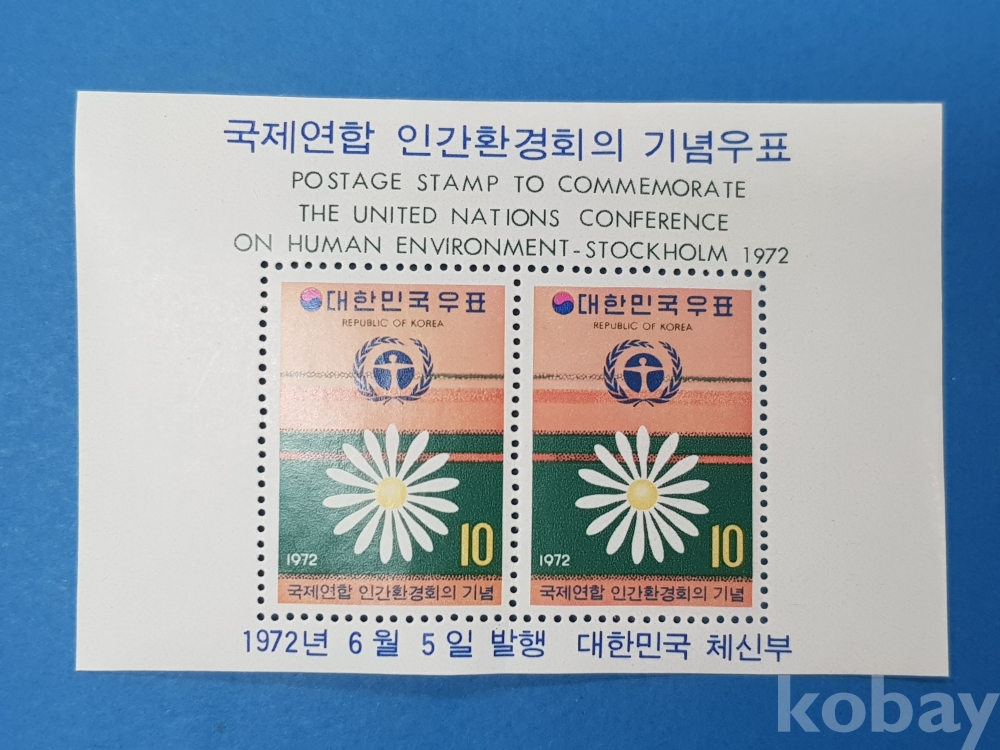 국제연합 인간환경회의 기념우표
POSTAGE STAMP TO COMMEMORATE
THE UNITED NATIONS CONFERENCE
ON HUMAN ENVIRONMENT-STOCKHOLM 1972
대한민국우표
REPUBLIC OF KOREA
1972
10
국제연합 인간환경회의 기념
대한민국우표
REPUBLIC OF KOREA
1972
10
국제연합 인간환경회의 기념
1972년 6월 5일 발행 대한민국 체신부
kobay